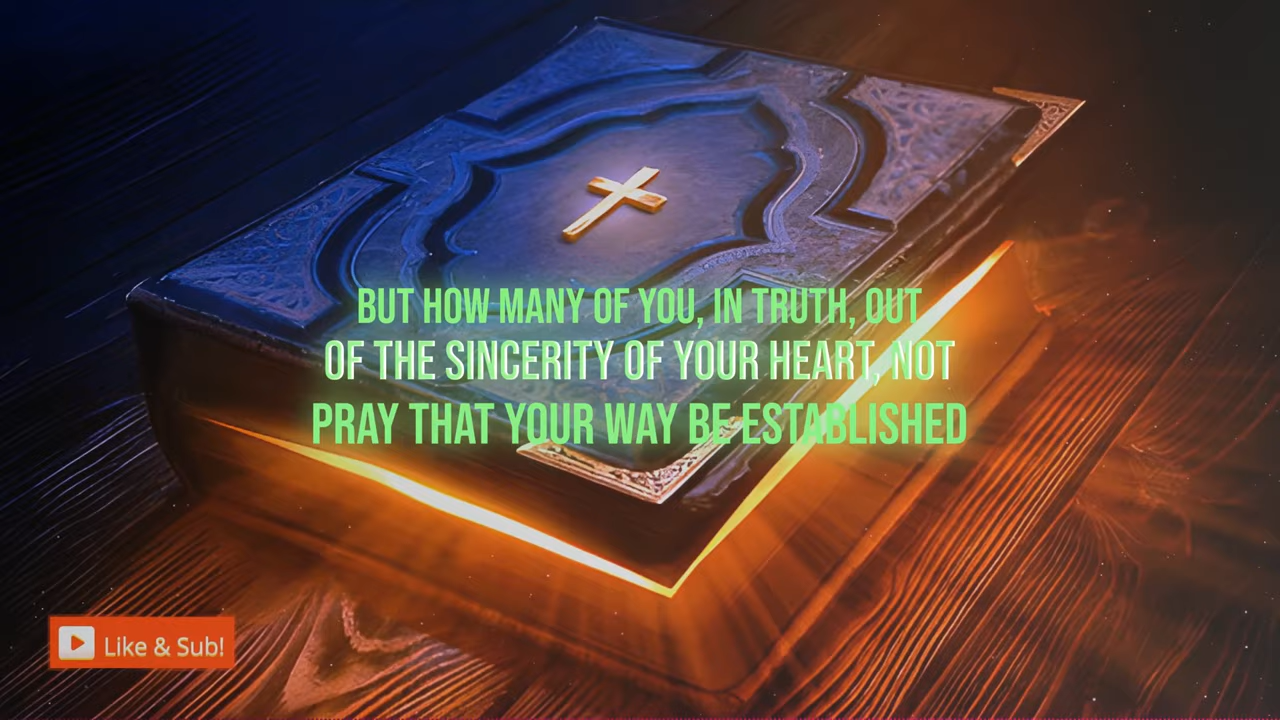 BUT HOW MANY OF YOU, IN TRUTH, OUT
OF THE SINCERITY OF YOUR HEART, NOT
PRAY THAT YOUR WAY BE ESTABLISHED
Like & Sub!